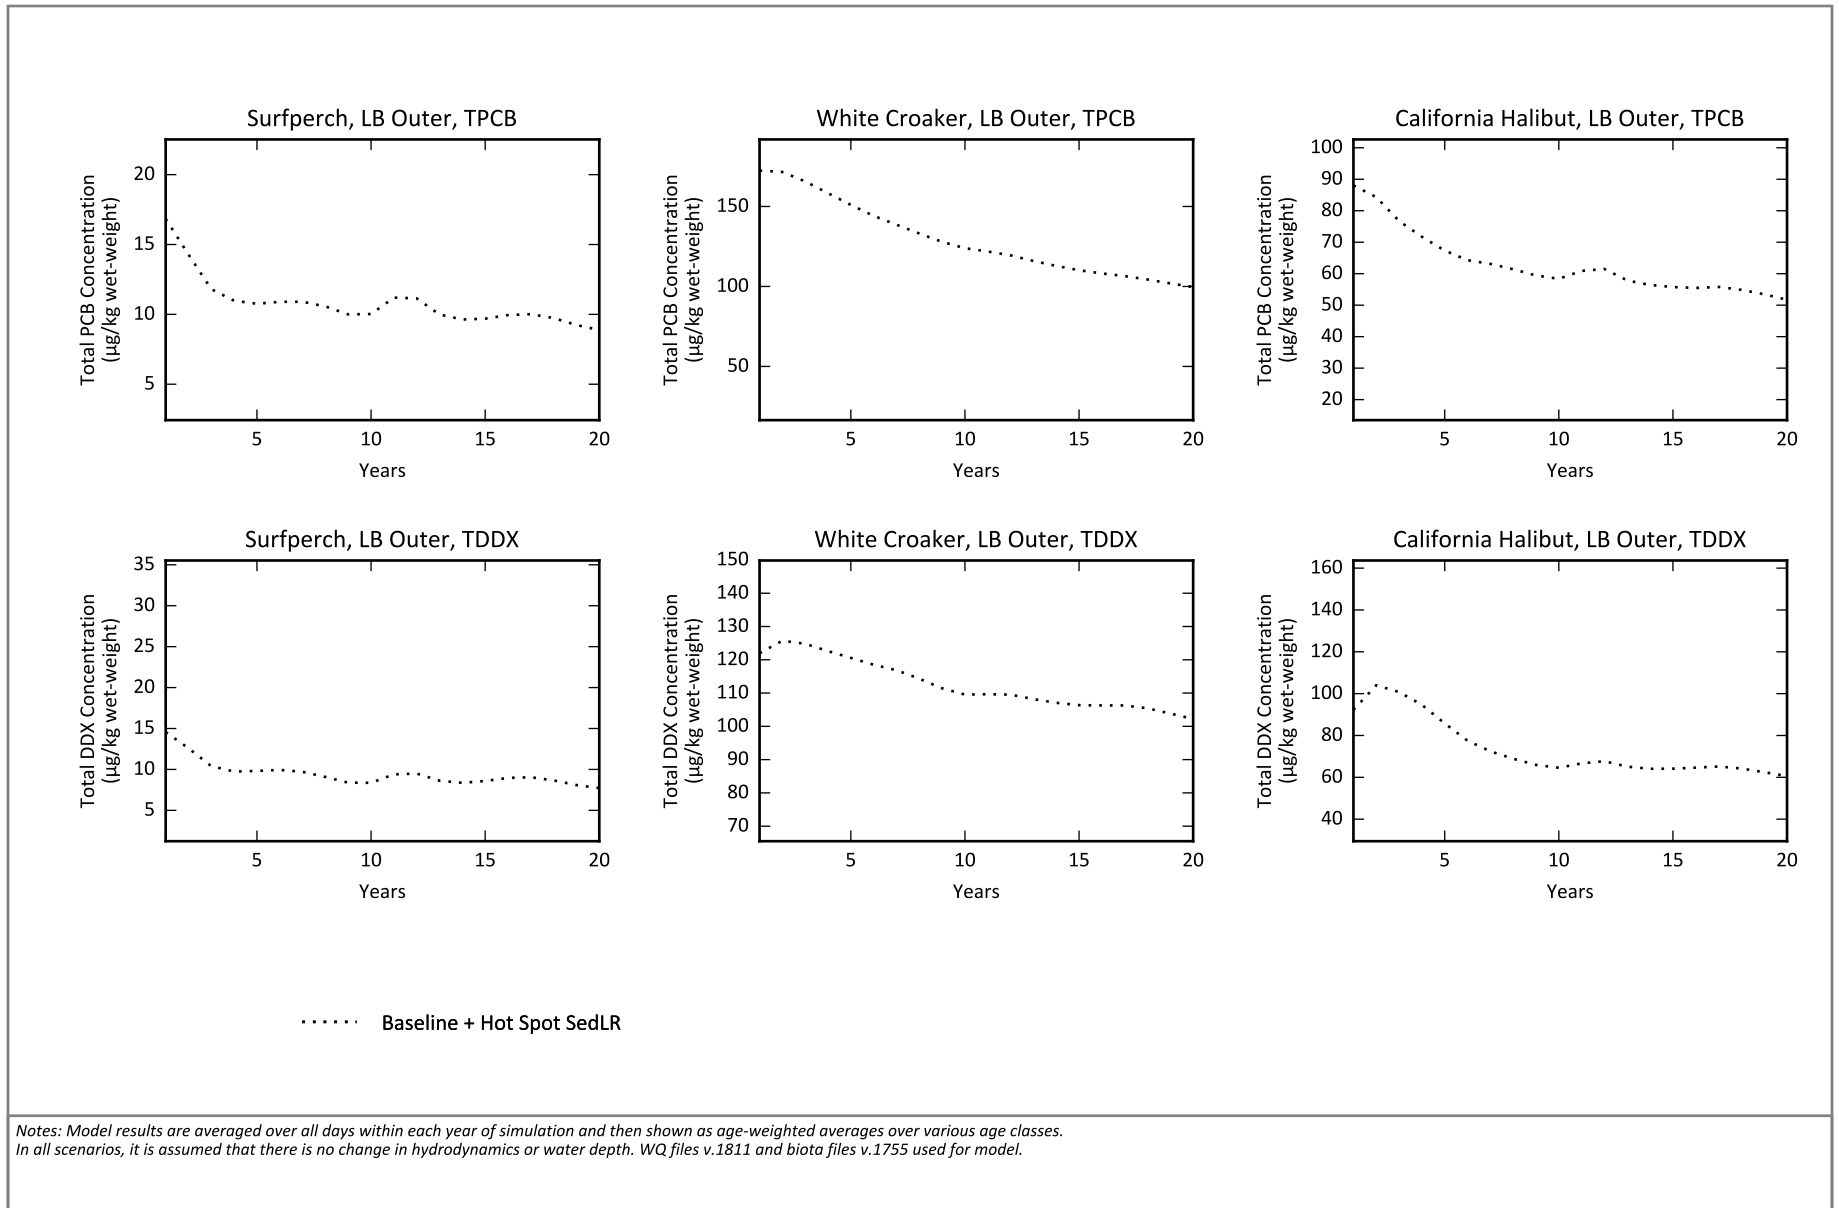 Surfperch, LB Outer, TPCB
Total PCB Concentration
(µg/kg wet-weight)
20
15
10
5
5 10 15 20
Years
White Croaker, LB Outer, TPCB
Total PCB Concentration
(µg/kg wet-weight)
150
100
50
5 10 15 20
Years
California Halibut, LB Outer, TPCB
Total PCB Concentration
(µg/kg wet-weight)
100
90
80
70
60
50
40
30
20
5 10 15 20
Years
Surfperch, LB Outer, TDDX
Total DDX Concentration
(µg/kg wet-weight)
35
30
25
20
15
10
5
5 10 15 20
Years
White Croaker, LB Outer, TDDX
Total DDX Concentration
(µg/kg wet-weight)
150
140
130
120
110
100
90
80
70
5 10 15 20
Years
California Halibut, LB Outer, TDDX
Total DDX Concentration
(µg/kg wet-weight)
160
140
120
100
80
60
40
5 10 15 20
Years
Baseline + Hot Spot SedLR
Notes: Model results are averaged over all days within each year of simulation and then shown as age-weighted averages over various age classes.
In all scenarios, it is assumed that there is no change in hydrodynamics or water depth. WQ files v.1811 and biota files v.1755 used for model.